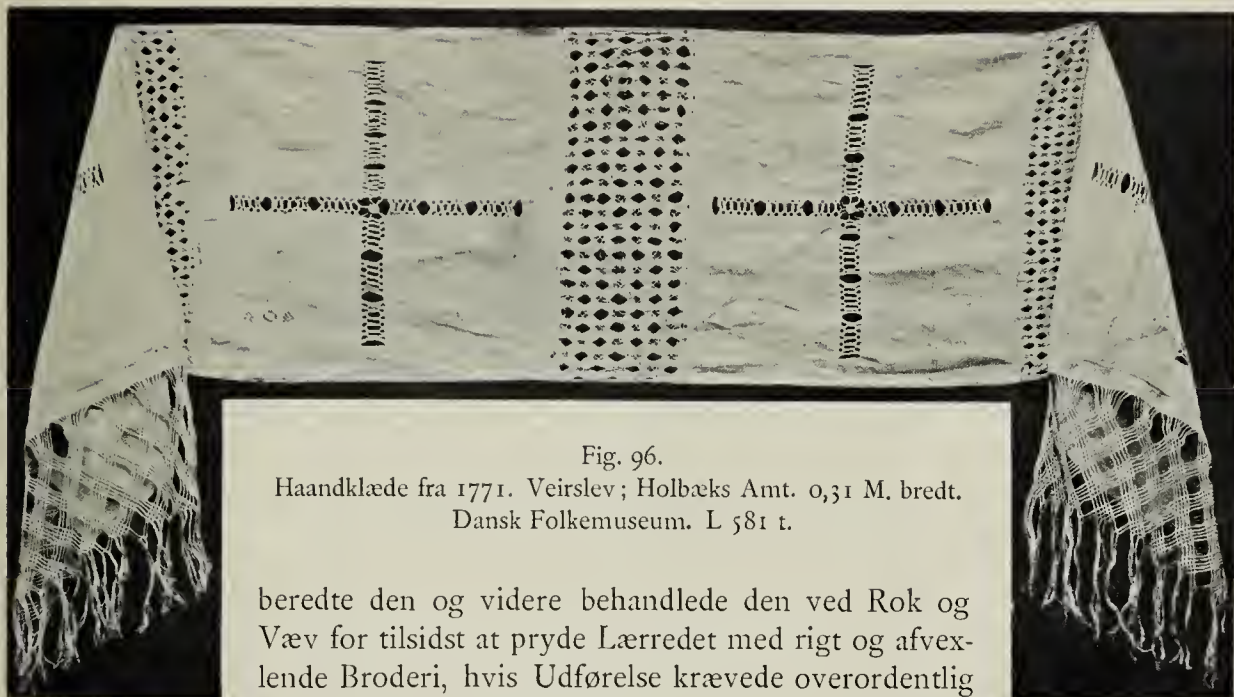 Fig. 96.
Haandklæde fra 1771. Veirslev; Holbæks Amt. 0,31 M. bredt.
Dansk Folkemuseum. L 581 t.
beredte den og videre behandlede den ved Rok og
Væv for tilsidst at pryde Lærredet med rigt og afvex-
lende Broderi, hvis Udførelse krævede overordentlig